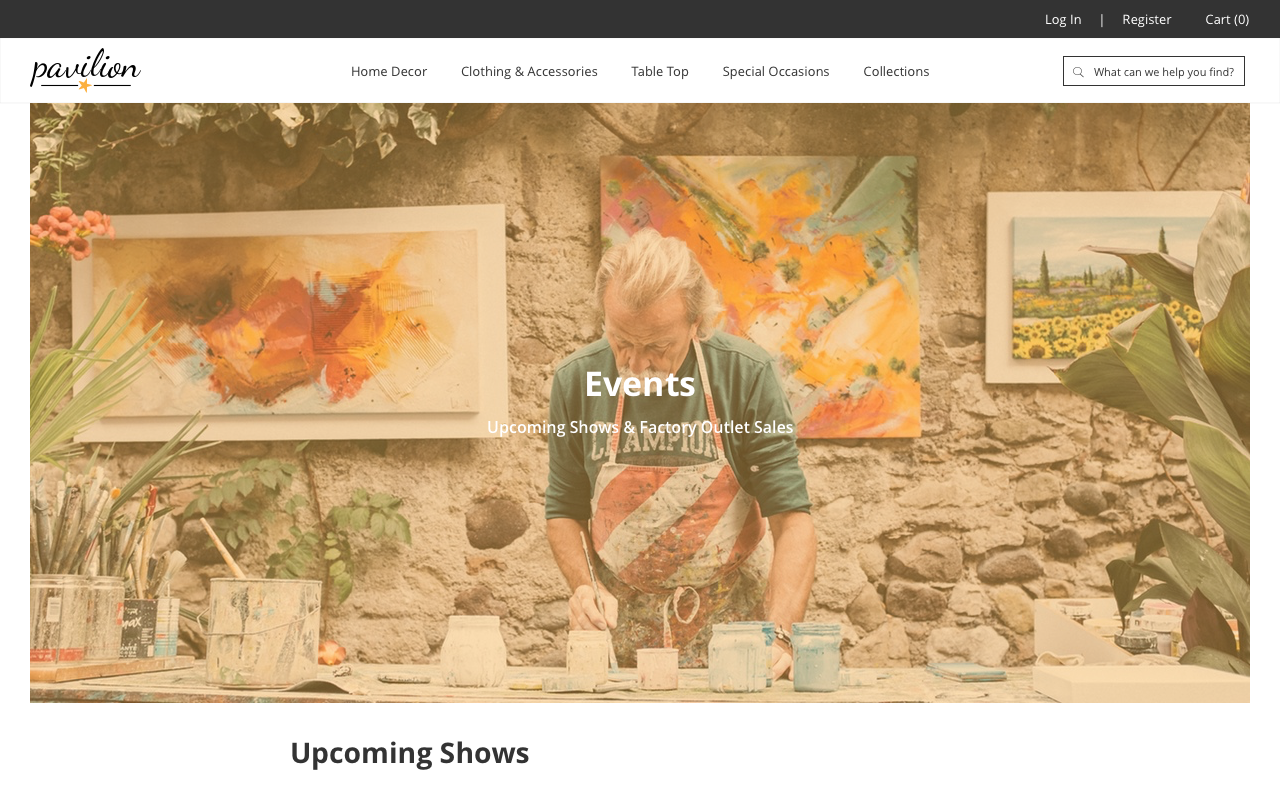 Log In | Register Cart (0)
pavilion
Home Decor Clothing & Accessories Table Top Special Occasions Collections
What can we help you find?
Events
Upcoming Shows & Factory Outlet Sales
CHAMPION
Upcoming Shows